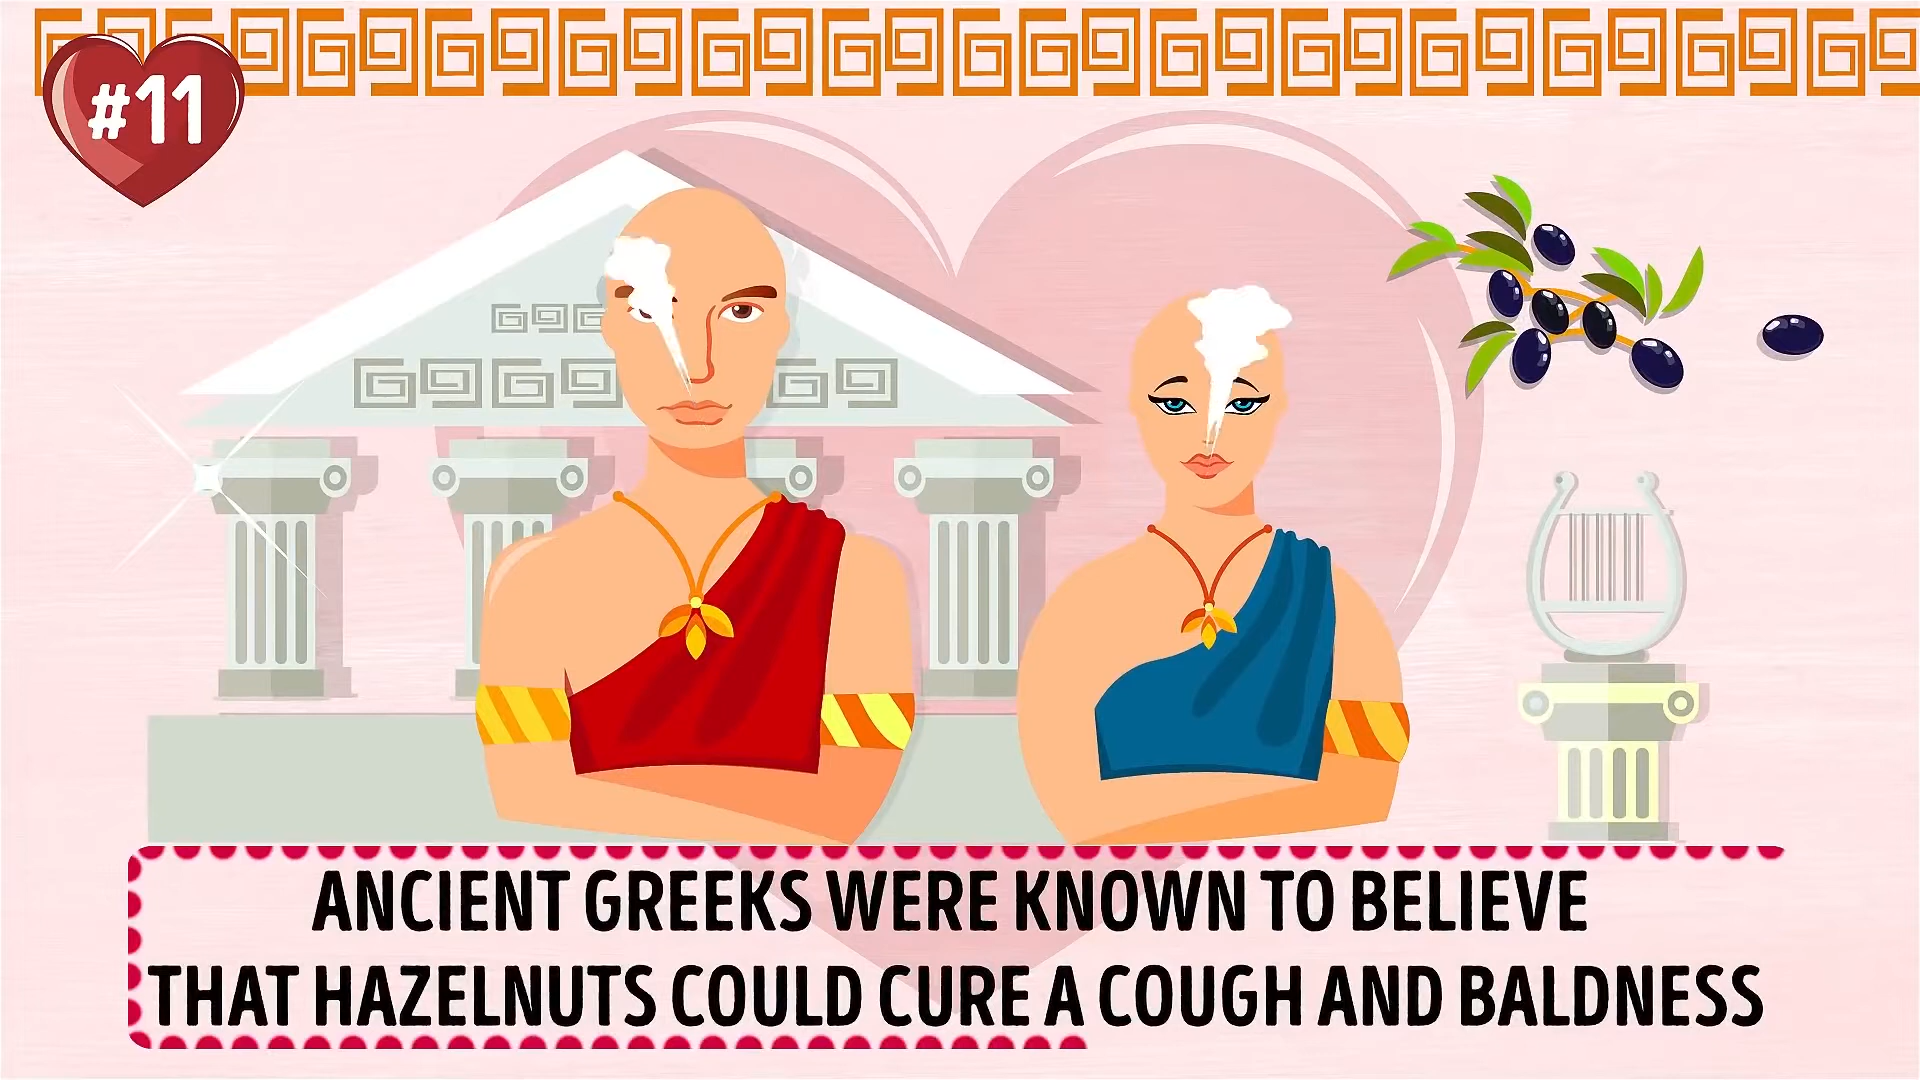 #11
ANCIENT GREEKS WERE KNOWN TO BELIEVE
THAT HAZELNUTS COULD CURE A COUGH AND BALDNESS